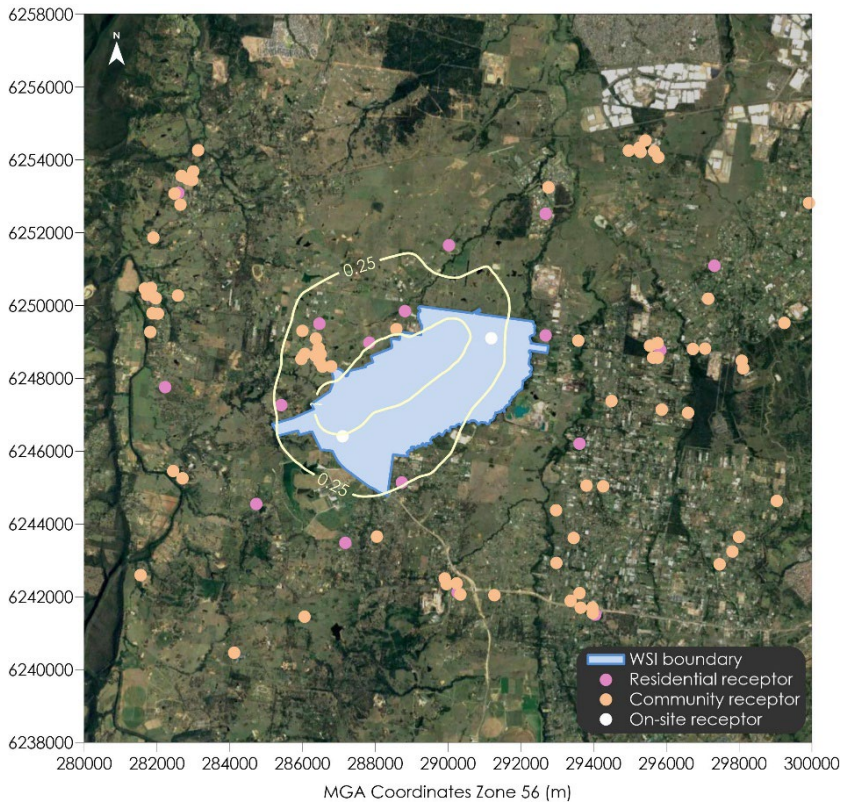 6258000
N
6256000
6254000
6252000
0.25
6250000
6248000
6246000
0.25
6244000
6242000
6240000
WSI boundary
Residential receptor
Community receptor
On-site receptor
6238000
280000 282000 284000 286000 288000 290000 292000 294000 296000 298000 300000
MGA Coordinates Zone 56 (m)